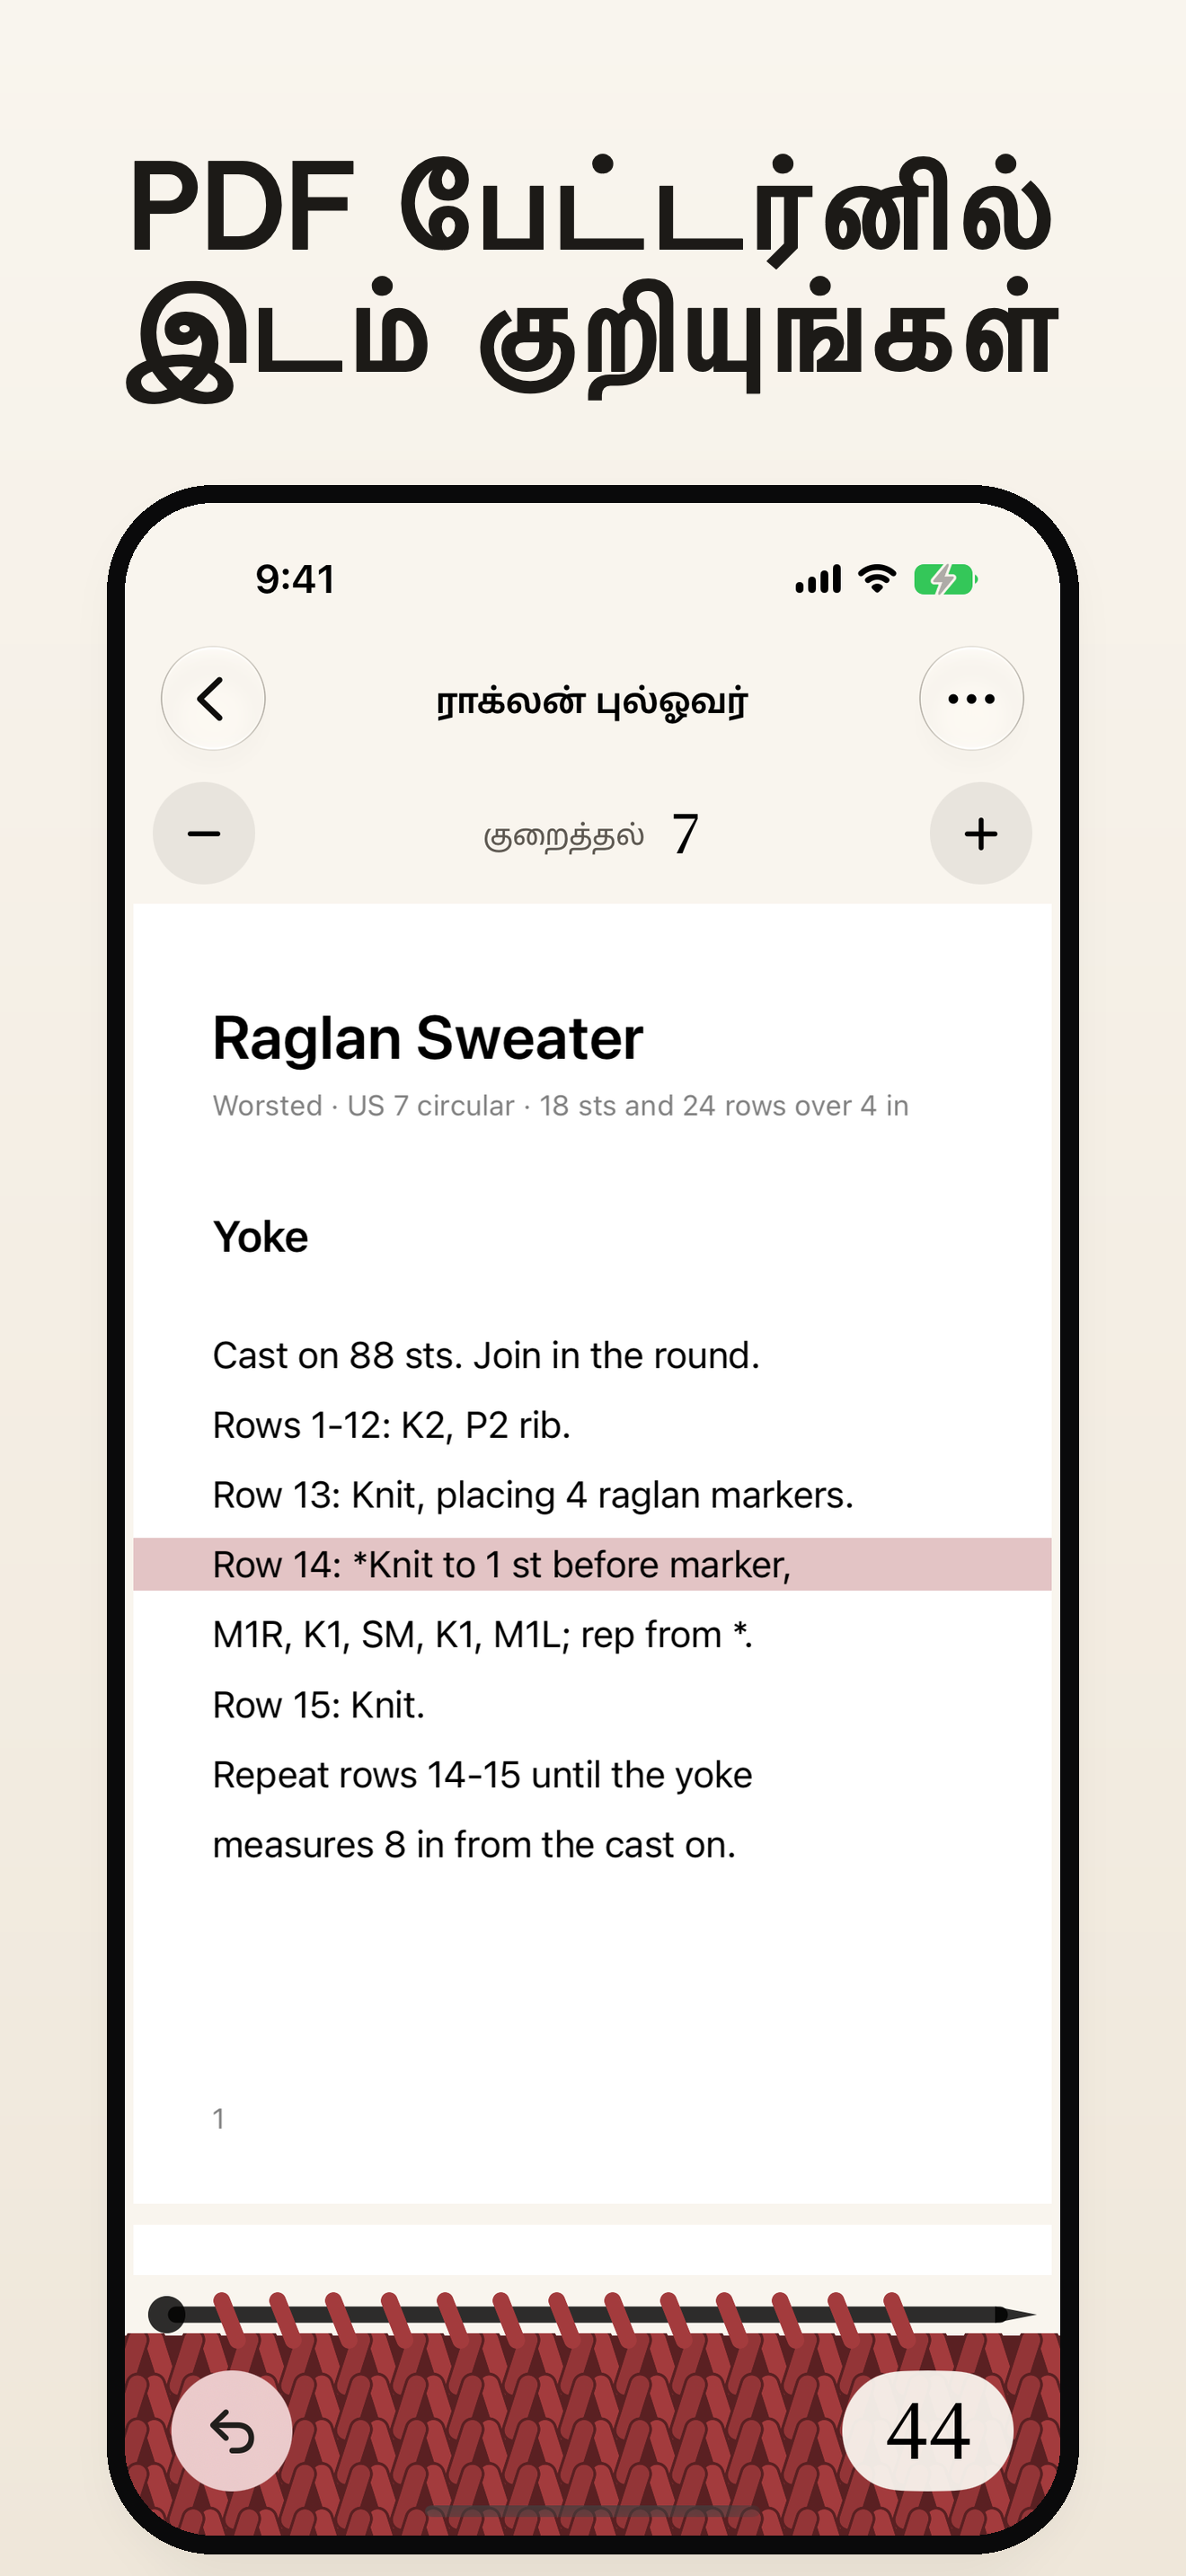 PDF பேட்டர்னில்
இடம் குறியுங்கள்
9:41
ராக்லன் புல்ஓவர்
குறைத்தல் 7
Raglan Sweater
Worsted · US 7 circular · 18 sts and 24 rows over 4 in
Yoke
Cast on 88 sts. Join in the round.
Rows 1-12: K2, P2 rib.
Row 13: Knit, placing 4 raglan markers.
Row 14: *Knit to 1 st before marker,
M1R, K1, SM, K1, M1L; rep from *.
Row 15: Knit.
Repeat rows 14-15 until the yoke
measures 8 in from the cast on.
1
44